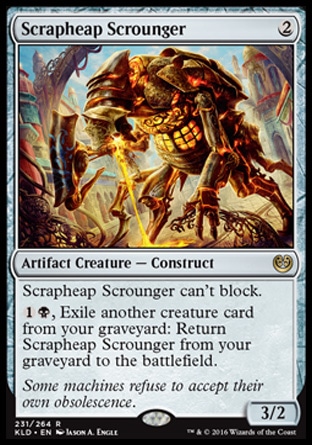 Scrapheap Scrounger 2
Artifact Creature — Construct
Scrapheap Scrounger can't block.
1, Exile another creature card
from your graveyard: Return
Scrapheap Scrounger from your
graveyard to the battlefield.
Some machines refuse to accept their
own obsolescence.
231/264 R
KLD • EN Jason A. Engle
™ & © 2016 Wizards of the Coast
3/2